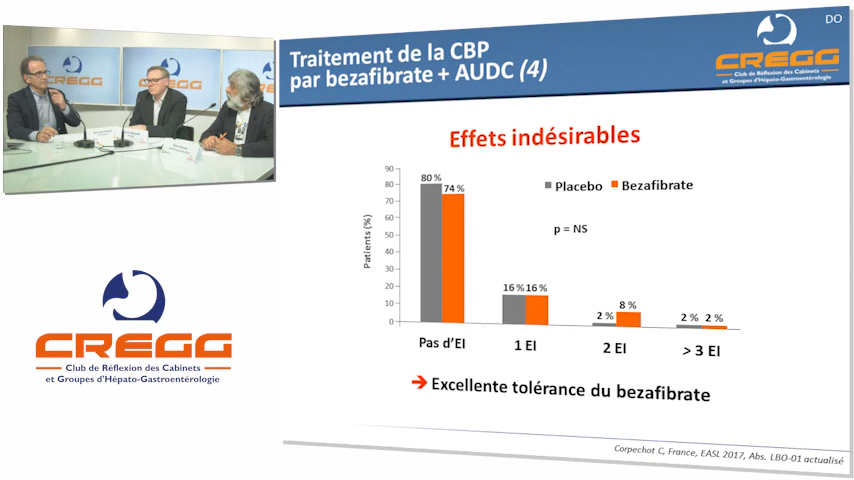 CREGG
Traitement de la CBP
par bezafibrate + AUDC (4)
DO
CREGG
Club de Réflexion des Cabinets
et Groupes d'Hépato-Gastroentérologie
Effets indésirables
Placebo
Bezafibrate
p = NS
Patients (%)
90
80
70
60
50
40
30
20
10
0
80 %
74 %
16 %
16 %
2 %
8 %
2 %
2 %
Pas d'EI
1 EI
2 EI
> 3 EI
➔ Excellente tolérance du bezafibrate
Corpechot C, France, EASL 2017, Abs. LBO-01 actualisé
CREGG
Club de Réflexion des Cabinets
et Groupes d'Hépato-Gastroentérologie